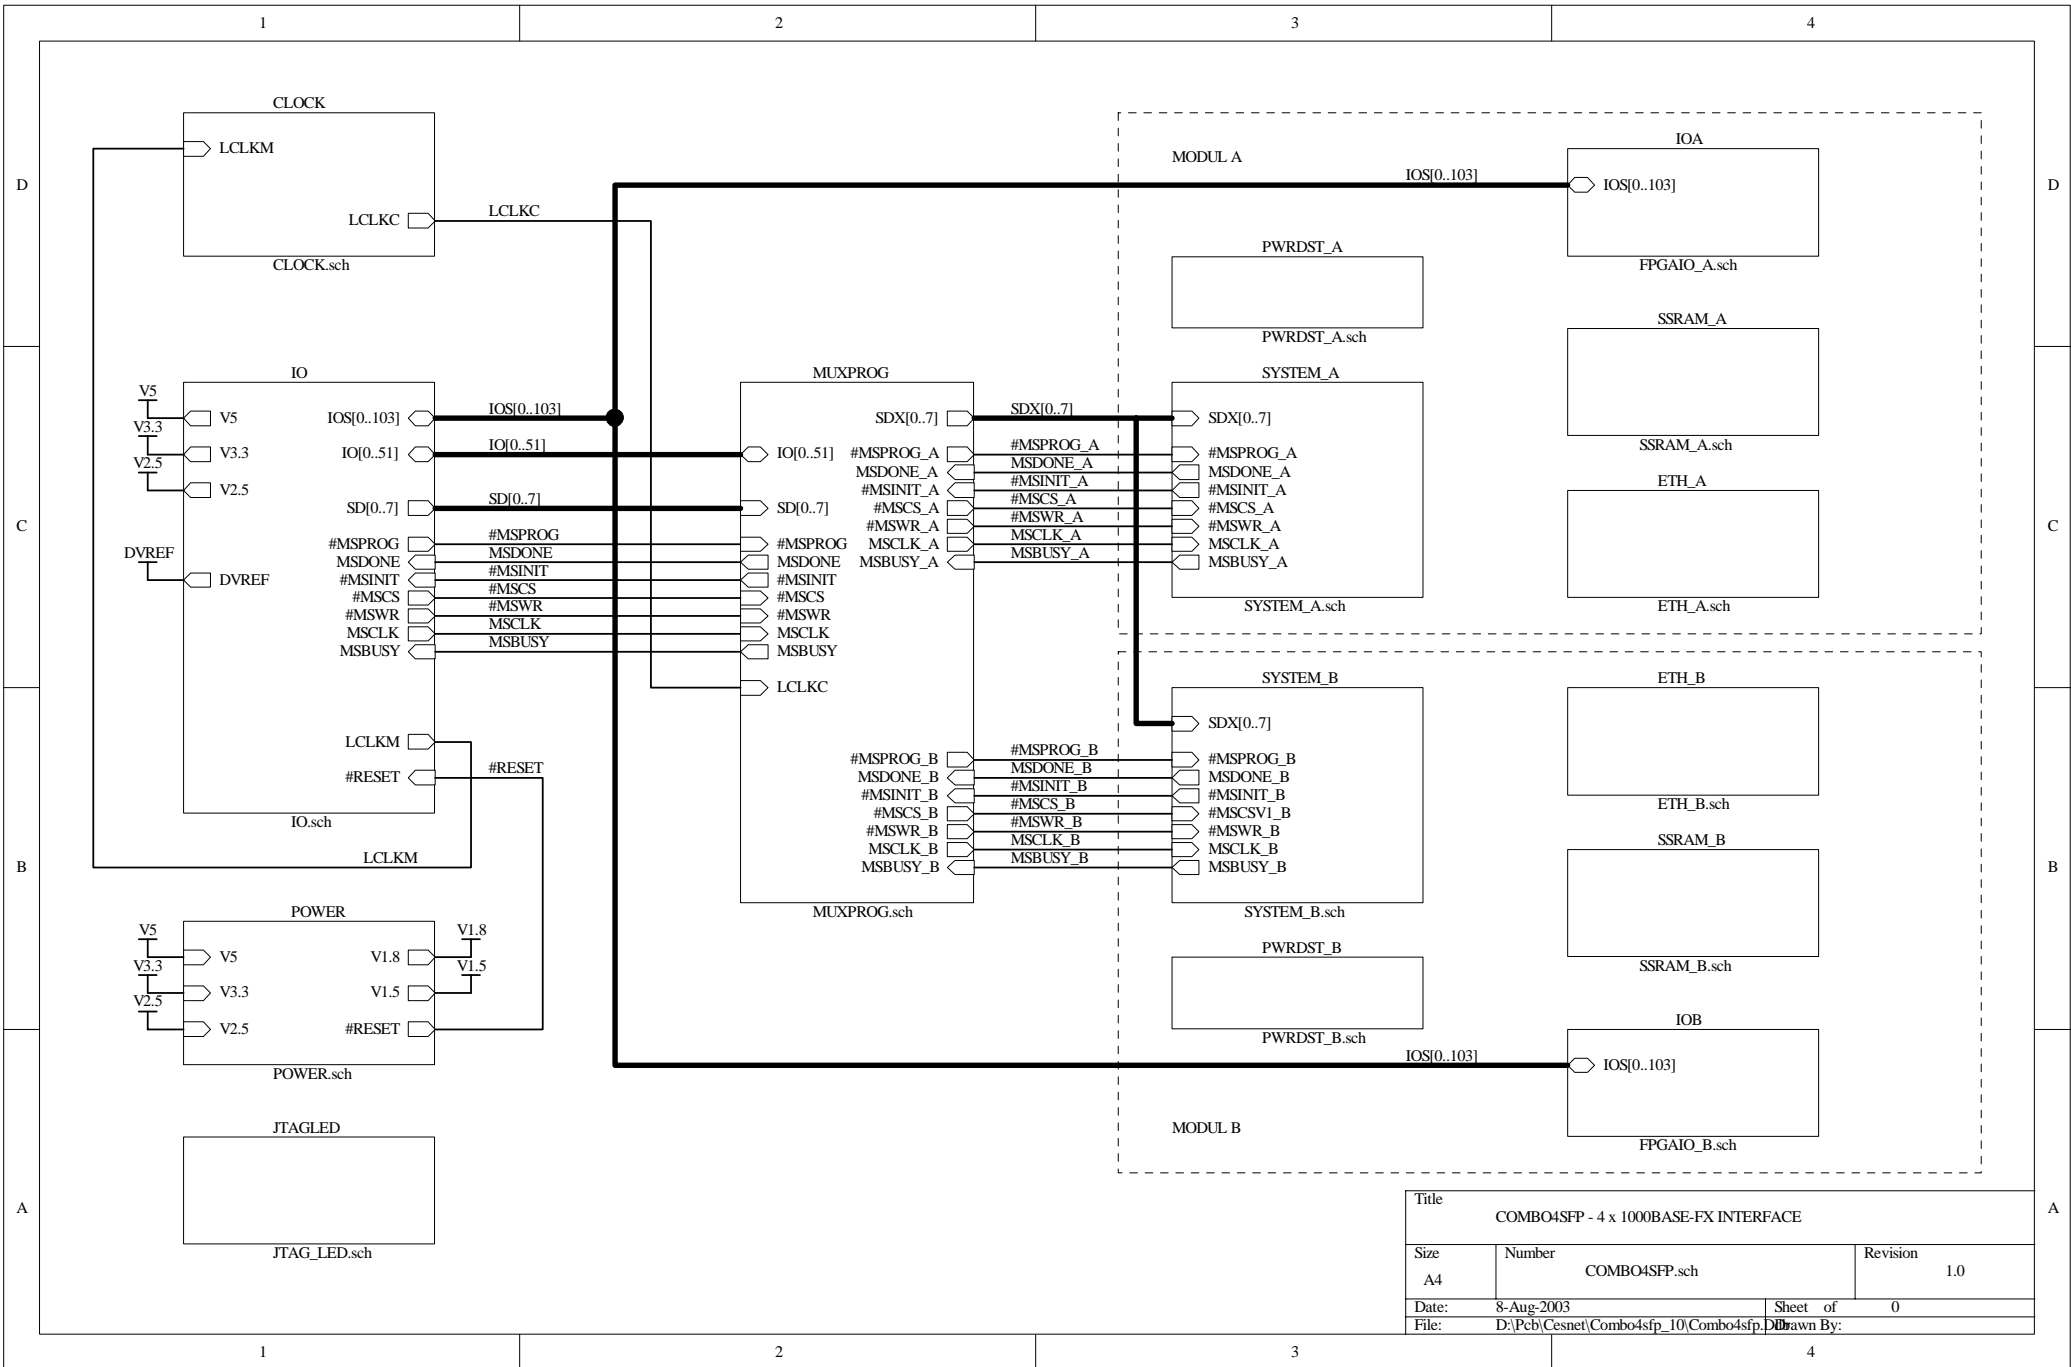 1 2 3 4
D
C
B
A
CLOCK
LCLKM
LCLKC
LCLKC
CLOCK.sch
IO
V5
V5
V3.3
V3.3
V2.5
V2.5
DVREF
DVREF
IOS[0..103]
IOS[0..103]
IO[0..51]
IO[0..51]
SD[0..7]
SD[0..7]
#MSPROG
#MSPROG
MSDONE
MSDONE
#MSINIT
#MSINIT
#MSCS
#MSCS
#MSWR
#MSWR
MSCLK
MSCLK
MSBUSY
MSBUSY
LCLKM
#RESET
#RESET
IO.sch
LCLKM
POWER
V5
V5
V3.3
V3.3
V2.5
V2.5
V1.8
V1.8
V1.5
V1.5
#RESET
POWER.sch
JTAGLED
JTAG_LED.sch
MUXPROG
IO[0..51]
SD[0..7]
#MSPROG
MSDONE
#MSINIT
#MSCS
#MSWR
MSCLK
MSBUSY
LCLKC
SDX[0..7]
SDX[0..7]
#MSPROG_A
#MSPROG_A
MSDONE_A
MSDONE_A
#MSINIT_A
#MSINIT_A
#MSCS_A
#MSCS_A
#MSWR_A
#MSWR_A
MSCLK_A
MSCLK_A
MSBUSY_A
MSBUSY_A
#MSPROG_B
#MSPROG_B
MSDONE_B
MSDONE_B
#MSINIT_B
#MSINIT_B
#MSCS_B
#MSCS_B
#MSWR_B
#MSWR_B
MSCLK_B
MSCLK_B
MSBUSY_B
MSBUSY_B
MUXPROG.sch
MODUL A
IOS[0..103]
PWRDST_A
PWRDST_A.sch
SYSTEM_A
SDX[0..7]
#MSPROG_A
MSDONE_A
#MSINIT_A
#MSCS_A
#MSWR_A
MSCLK_A
MSBUSY_A
SYSTEM_A.sch
IOA
IOS[0..103]
FPGAIO_A.sch
SSRAM_A
SSRAM_A.sch
ETH_A
ETH_A.sch
SYSTEM_B
SDX[0..7]
#MSPROG_B
MSDONE_B
#MSINIT_B
#MSCSV1_B
#MSWR_B
MSCLK_B
MSBUSY_B
SYSTEM_B.sch
PWRDST_B
PWRDST_B.sch
IOS[0..103]
MODUL B
ETH_B
ETH_B.sch
SSRAM_B
SSRAM_B.sch
IOB
IOS[0..103]
FPGAIO_B.sch
D
C
B
A
Title
COMBO4SFP - 4 x 1000BASE-FX INTERFACE
Size Number Revision
A4 COMBO4SFP.sch 1.0
Date: 8-Aug-2003 Sheet of 0
File: D:\Pcb\Cesnet\Combo4sfp_10\Combo4sfp.Ddb Drawn By:
1 2 3 4